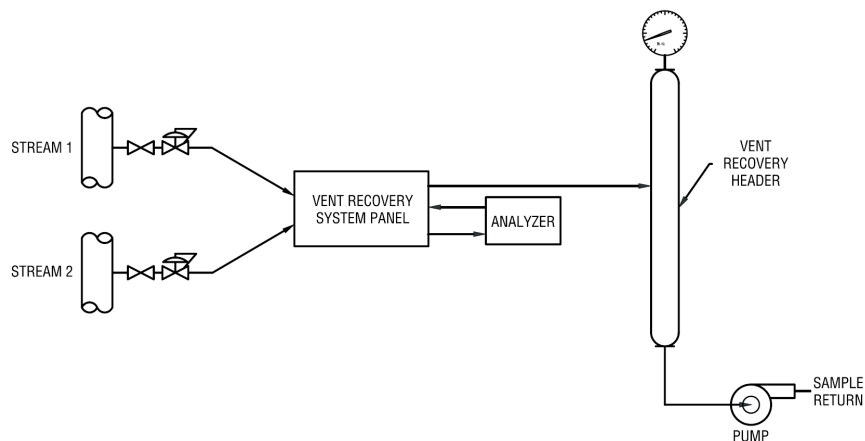 STREAM 1
STREAM 2
VENT RECOVERY
SYSTEM PANEL
ANALYZER
VENT
RECOVERY
HEADER
SAMPLE
RETURN
PUMP